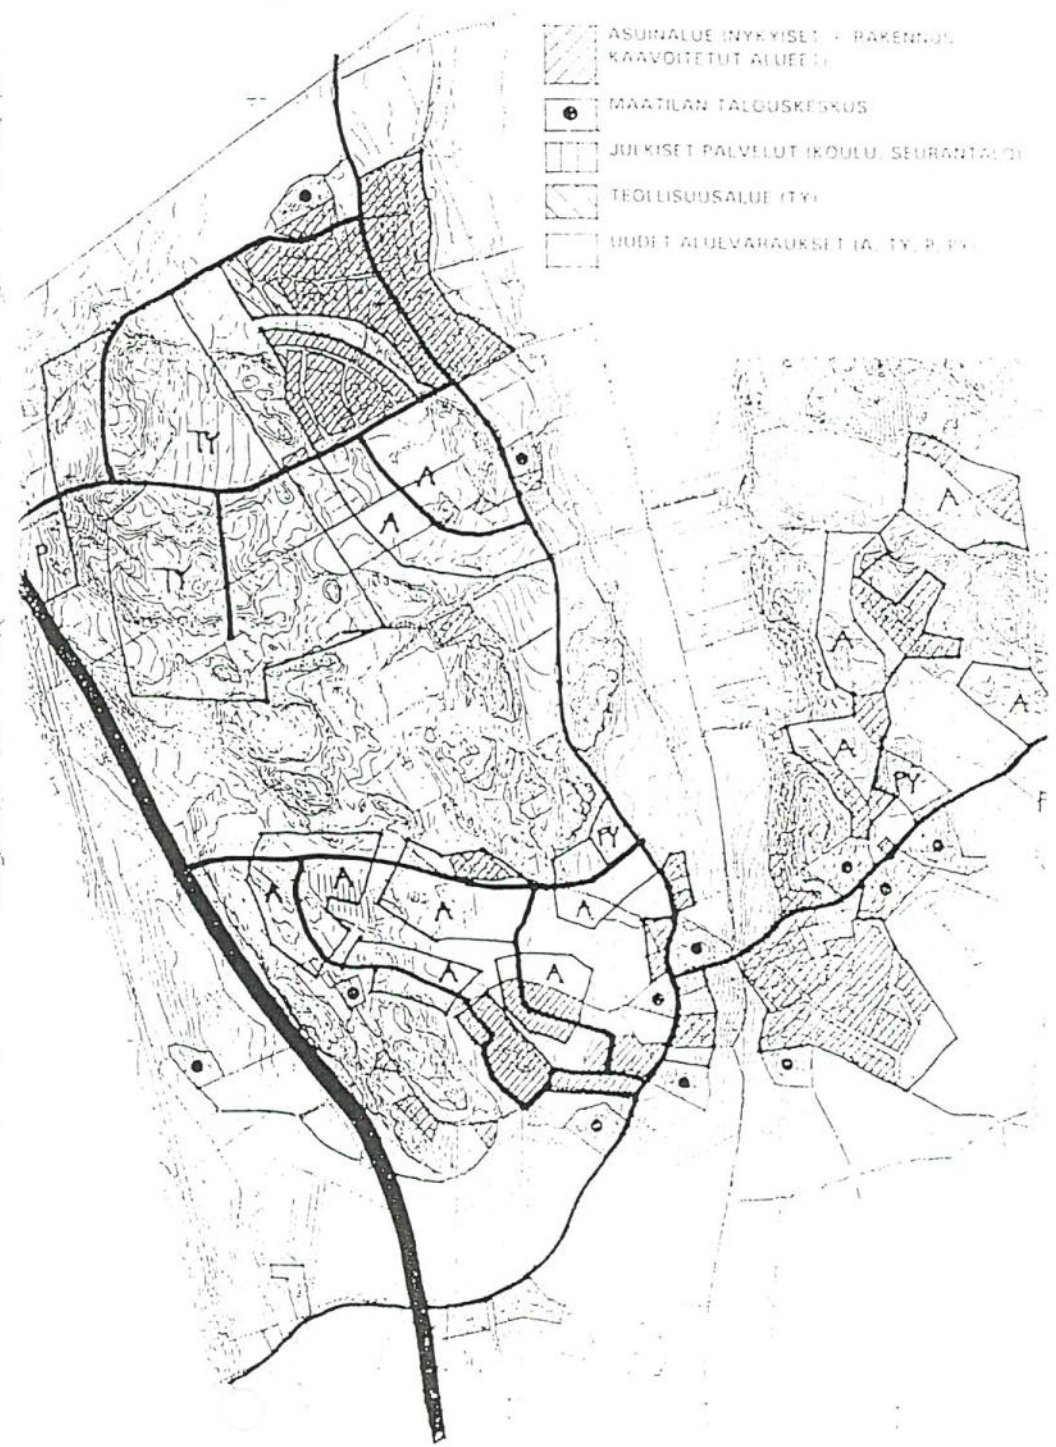 ASUINALUE (NYKYISET + RAKENNUS
KAAVOITETUT ALUEET)
MAATILAN TALOUSKESKUS
JULKISET PALVELUT (KOULU, SEURANTALO)
TEOLLISUUSALUE (TY)
UUDET ALUEVARAUKSET (A, TY, P, PY)
TY
A
A
A
P
TY
A
A
A
PY
PY
A
A
A
A
A
A